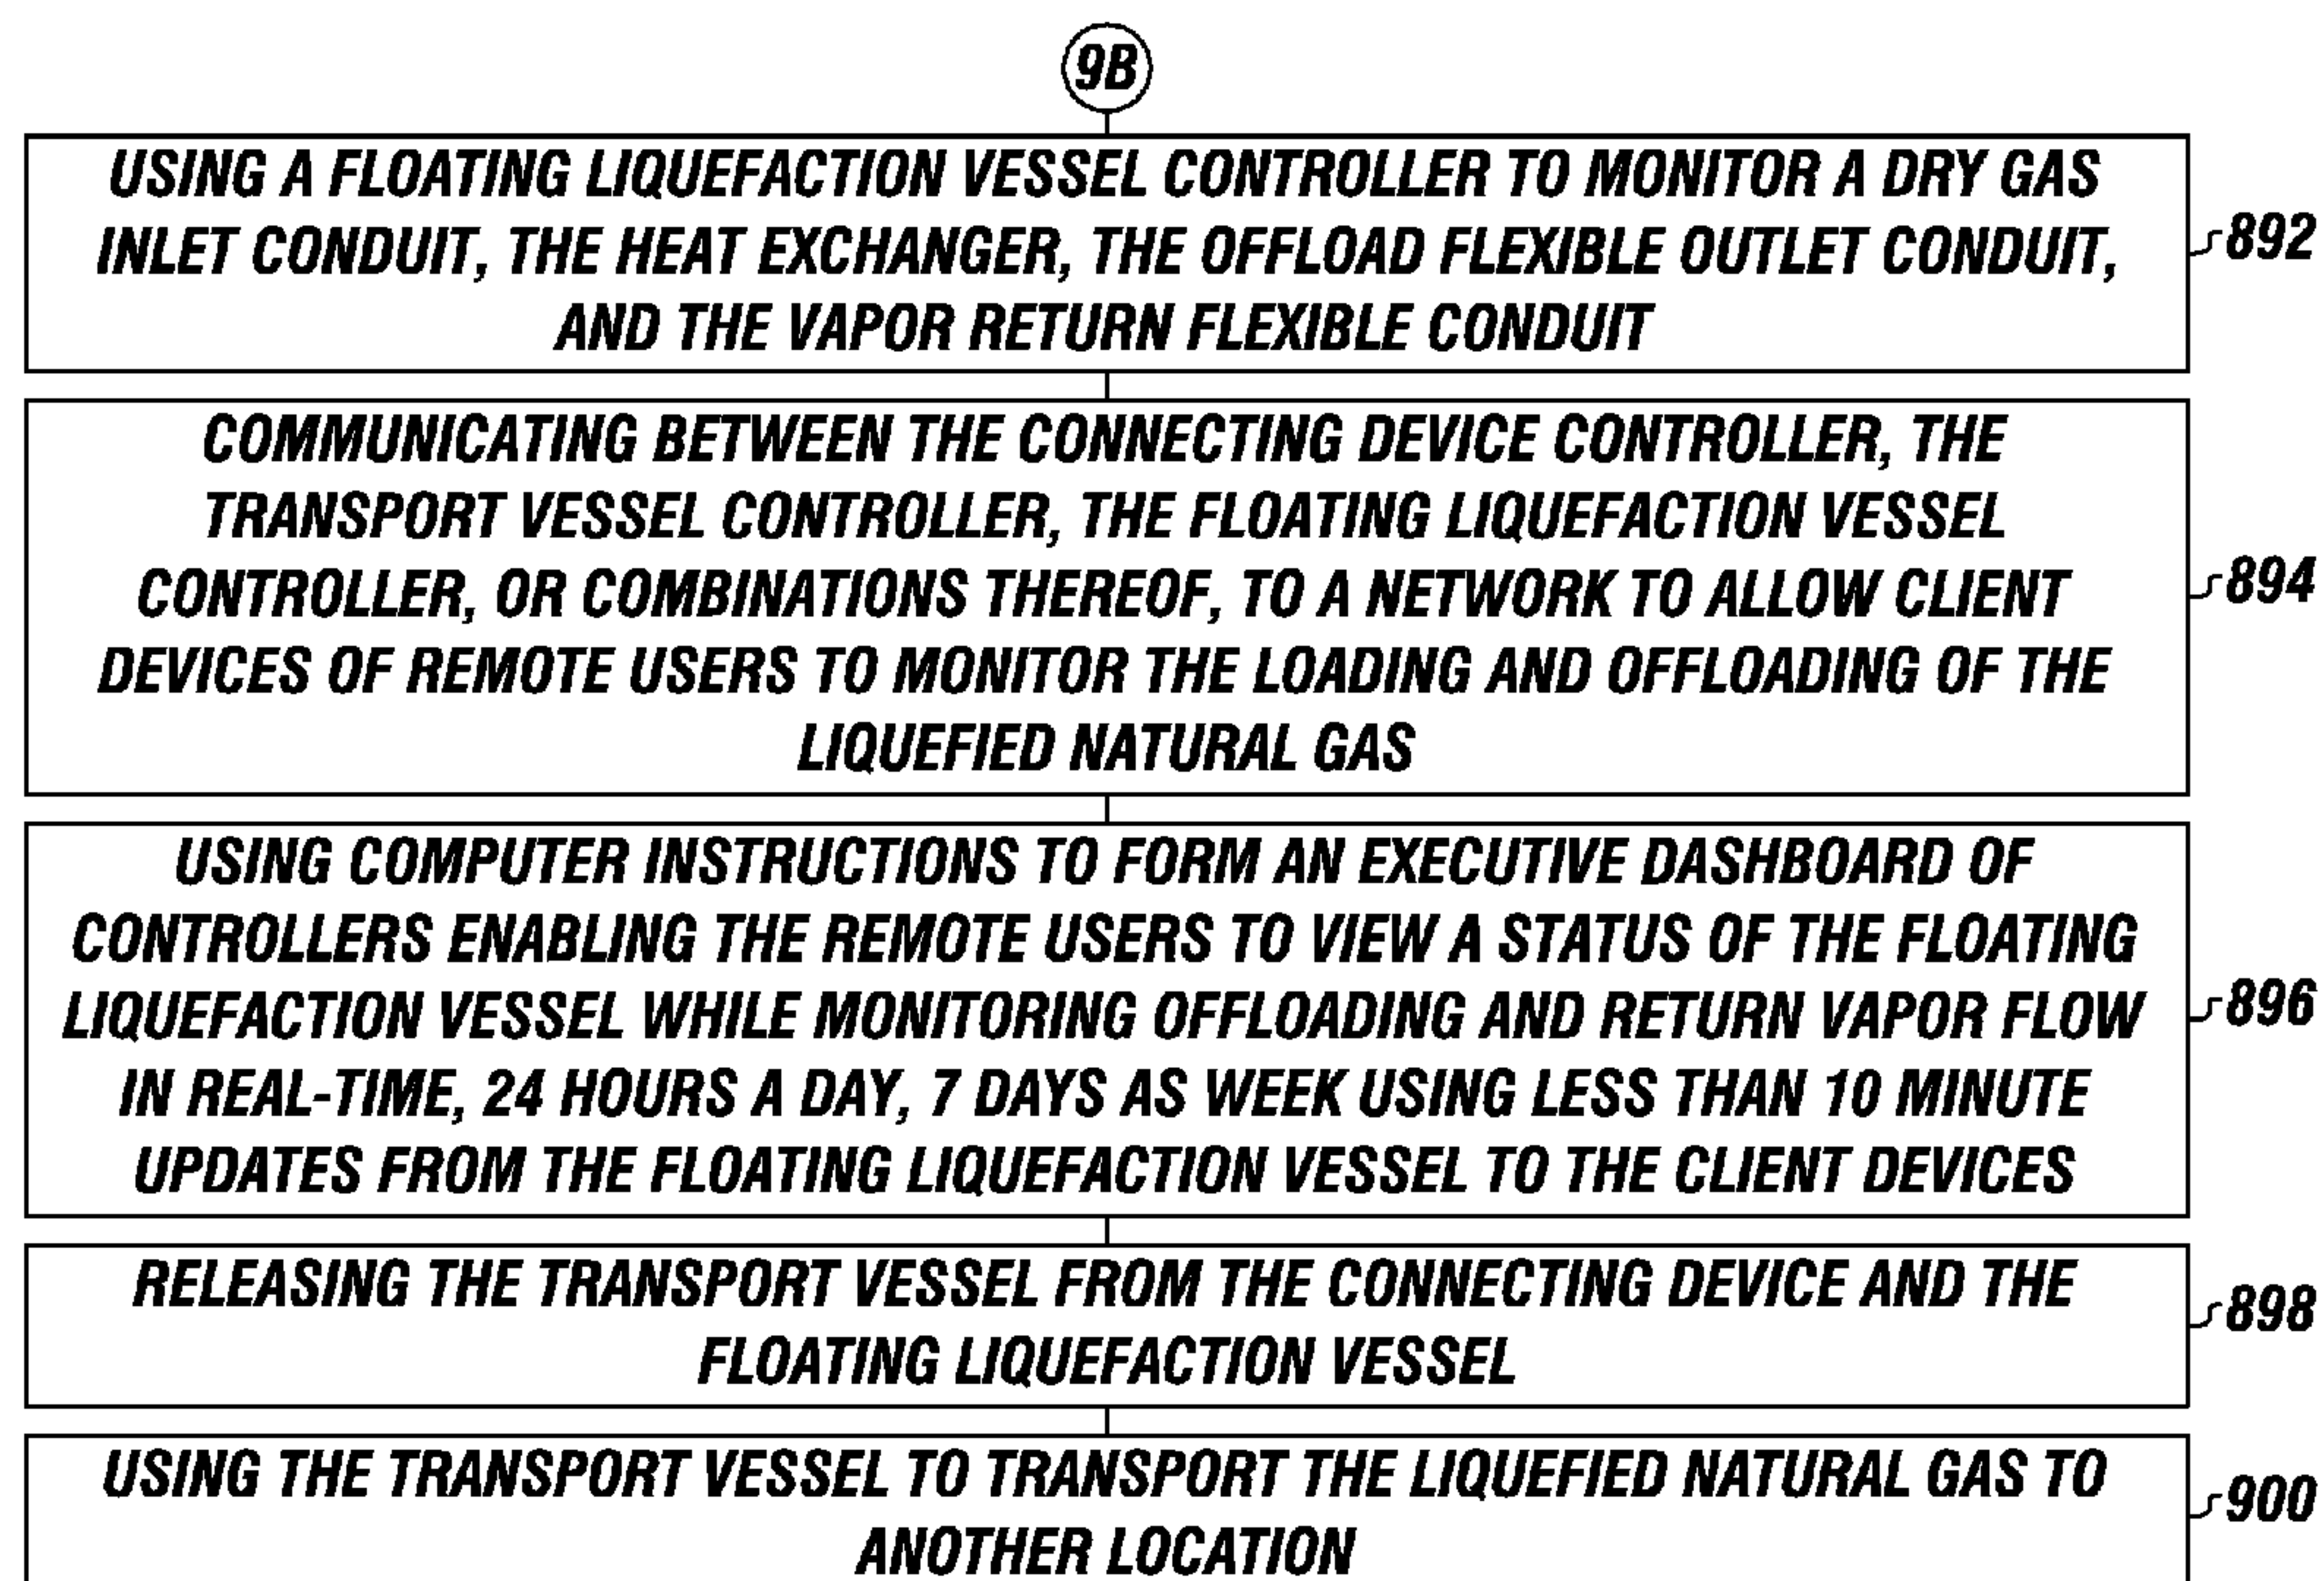 9B
USING A FLOATING LIQUEFACTION VESSEL CONTROLLER TO MONITOR A DRY GAS
INLET CONDUIT, THE HEAT EXCHANGER, THE OFFLOAD FLEXIBLE OUTLET CONDUIT,
AND THE VAPOR RETURN FLEXIBLE CONDUIT
892
COMMUNICATING BETWEEN THE CONNECTING DEVICE CONTROLLER, THE
TRANSPORT VESSEL CONTROLLER, THE FLOATING LIQUEFACTION VESSEL
CONTROLLER, OR COMBINATIONS THEREOF, TO A NETWORK TO ALLOW CLIENT
DEVICES OF REMOTE USERS TO MONITOR THE LOADING AND OFFLOADING OF THE
LIQUEFIED NATURAL GAS
894
USING COMPUTER INSTRUCTIONS TO FORM AN EXECUTIVE DASHBOARD OF
CONTROLLERS ENABLING THE REMOTE USERS TO VIEW A STATUS OF THE FLOATING
LIQUEFACTION VESSEL WHILE MONITORING OFFLOADING AND RETURN VAPOR FLOW
IN REAL-TIME, 24 HOURS A DAY, 7 DAYS AS WEEK USING LESS THAN 10 MINUTE
UPDATES FROM THE FLOATING LIQUEFACTION VESSEL TO THE CLIENT DEVICES
896
RELEASING THE TRANSPORT VESSEL FROM THE CONNECTING DEVICE AND THE
FLOATING LIQUEFACTION VESSEL
898
USING THE TRANSPORT VESSEL TO TRANSPORT THE LIQUEFIED NATURAL GAS TO
ANOTHER LOCATION
900